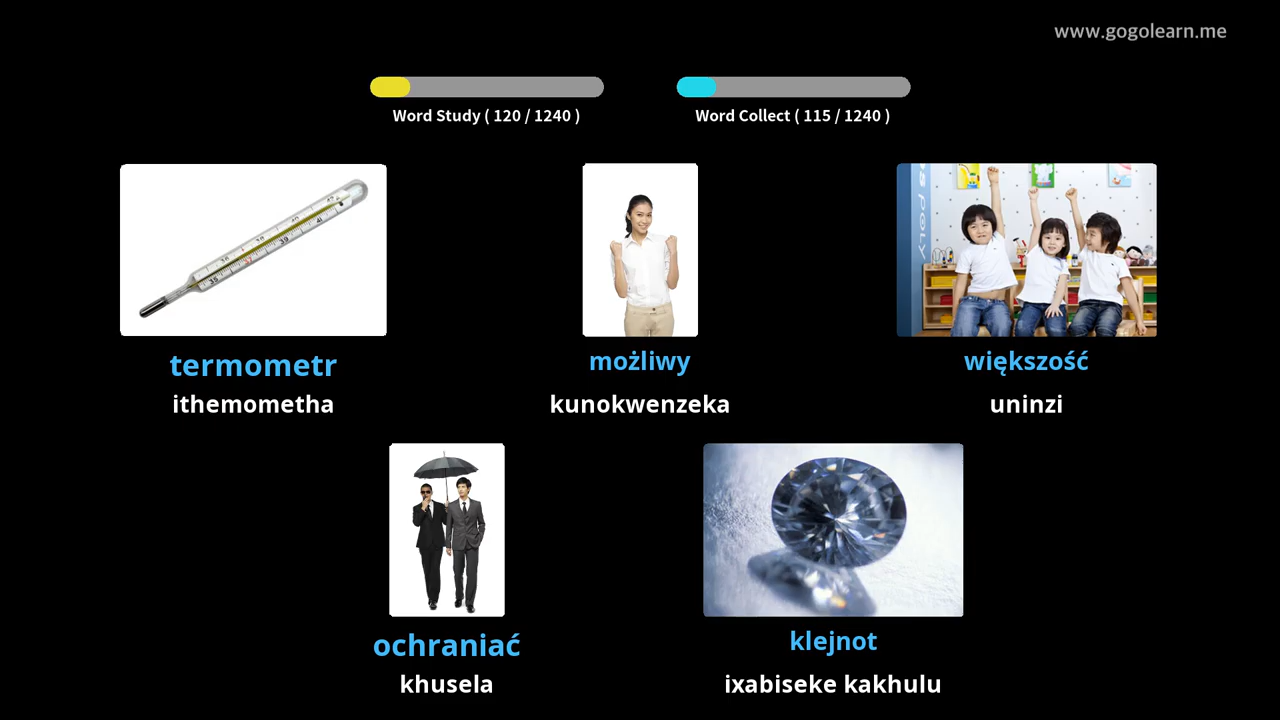 www.gogolearn.me
Word Study ( 120 / 1240 )
Word Collect ( 115 / 1240 )
termometr
ithemometha
możliwy
kunokwenzeka
większość
uninzi
ochraniać
khusela
klejnot
ixabiseke kakhulu